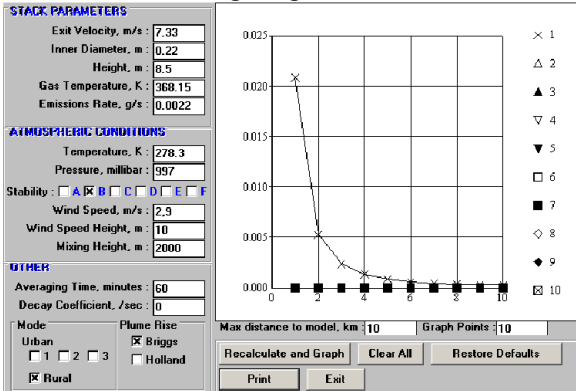 STACK PARAMETERS
Exit Velocity, m/s : 7.33
Inner Diameter, m : 0.22
Height, m : 8.5
Gas Temperature, K : 368.15
Emissions Rate, g/s : 0.0022
ATMOSPHERIC CONDITIONS
Temperature, K : 278.3
Pressure, millibar : 997
Stability : A B C D E F
Wind Speed, m/s : 2,9
Wind Speed Height, m : 10
Mixing Height, m : 2000
OTHER
Averaging Time, minutes : 60
Decay Coefficient, /sec : 0
Mode
Urban
1 2 3
Rural
Plume Rise
Briggs
Holland
0.025
0.020
0.015
0.010
0.005
0.000
0 2 4 6 8 10
1
2
3
4
5
6
7
8
9
10
Max distance to model, km : 10 Graph Points : 10
Recalculate and Graph Clear All Restore Defaults
Print Exit